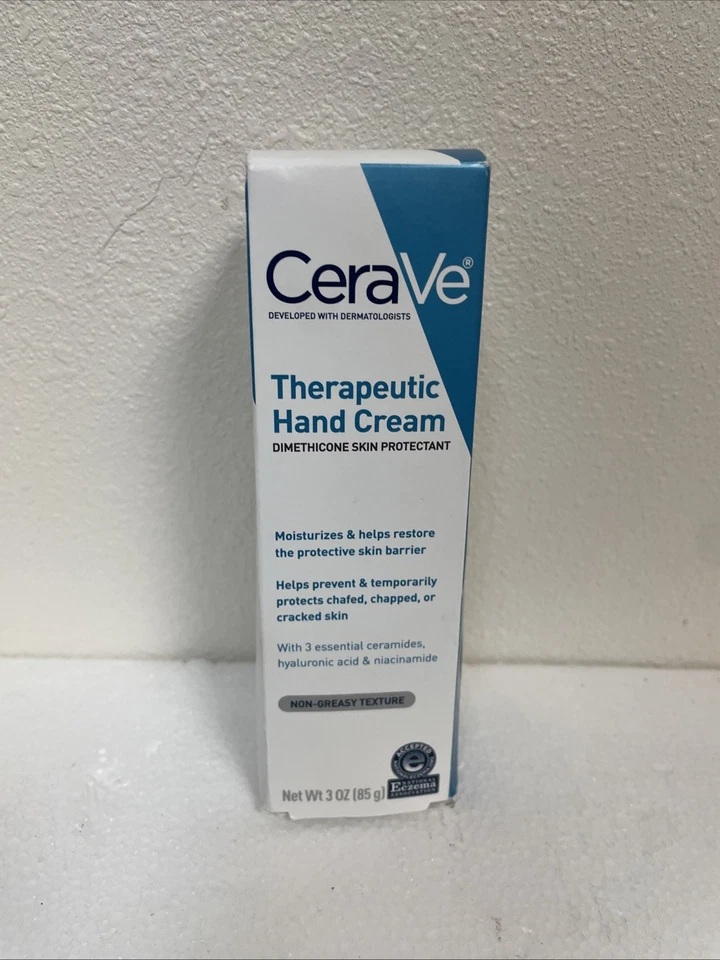 CeraVe®
DEVELOPED WITH DERMATOLOGISTS
Therapeutic
Hand Cream
DIMETHICONE SKIN PROTECTANT
Moisturizes & helps restore
the protective skin barrier
Helps prevent & temporarily
protects chafed, chapped, or
cracked skin
With 3 essential ceramides,
hyaluronic acid & niacinamide
NON-GREASY TEXTURE
ACCEPTED
e
Net Wt 3 OZ (85 g)
NATIONAL
Eczema
ASSOCIATION